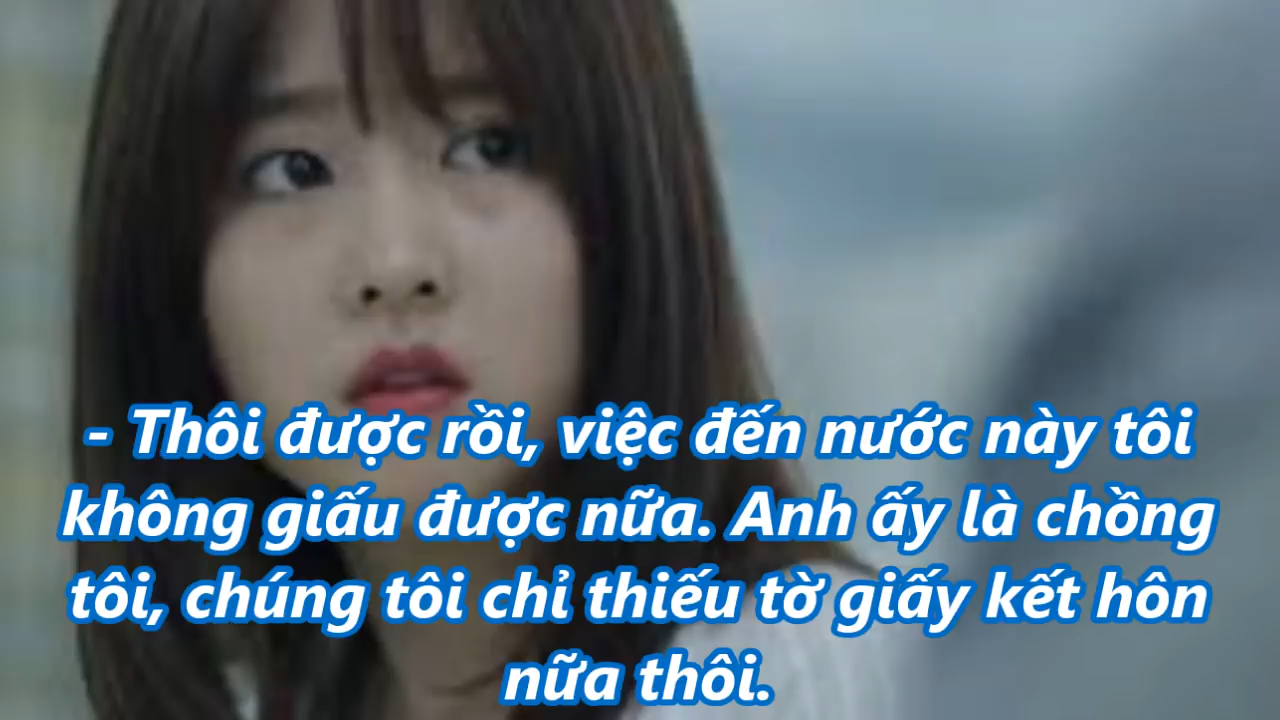 - Thôi được rồi, việc đến nước này tôi
không giấu được nữa. Anh ấy là chồng
tôi, chúng tôi chỉ thiếu tờ giấy kết hôn
nữa thôi.